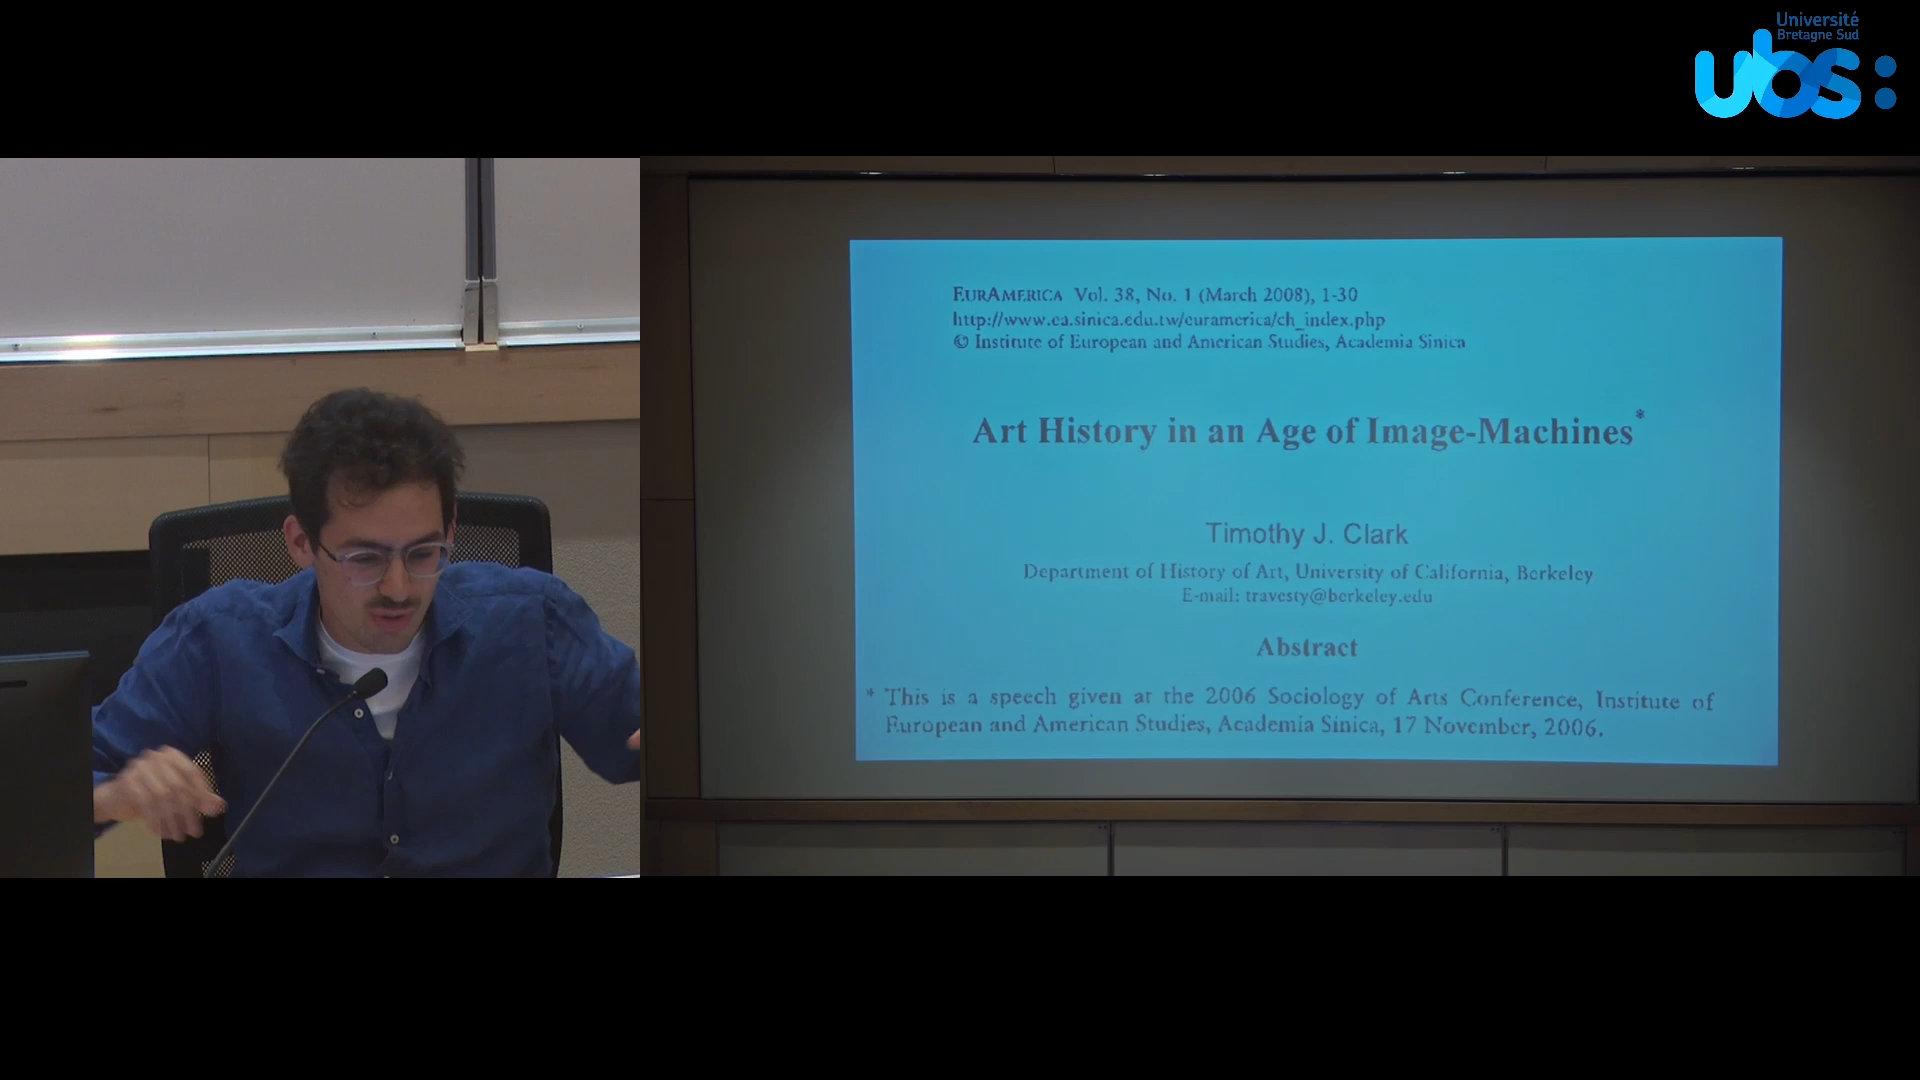 Université
Bretagne Sud
ubs:
EURAMERICA Vol. 38, No. 1 (March 2008), 1-30
http://www.ea.sinica.edu.tw/euramerica/ch_index.php
© Institute of European and American Studies, Academia Sinica
Art History in an Age of Image-Machines*
Timothy J. Clark
Department of History of Art, University of California, Berkeley
E-mail: travesty@berkeley.edu
Abstract
* This is a speech given at the 2006 Sociology of Arts Conference, Institute of
European and American Studies, Academia Sinica, 17 November, 2006.